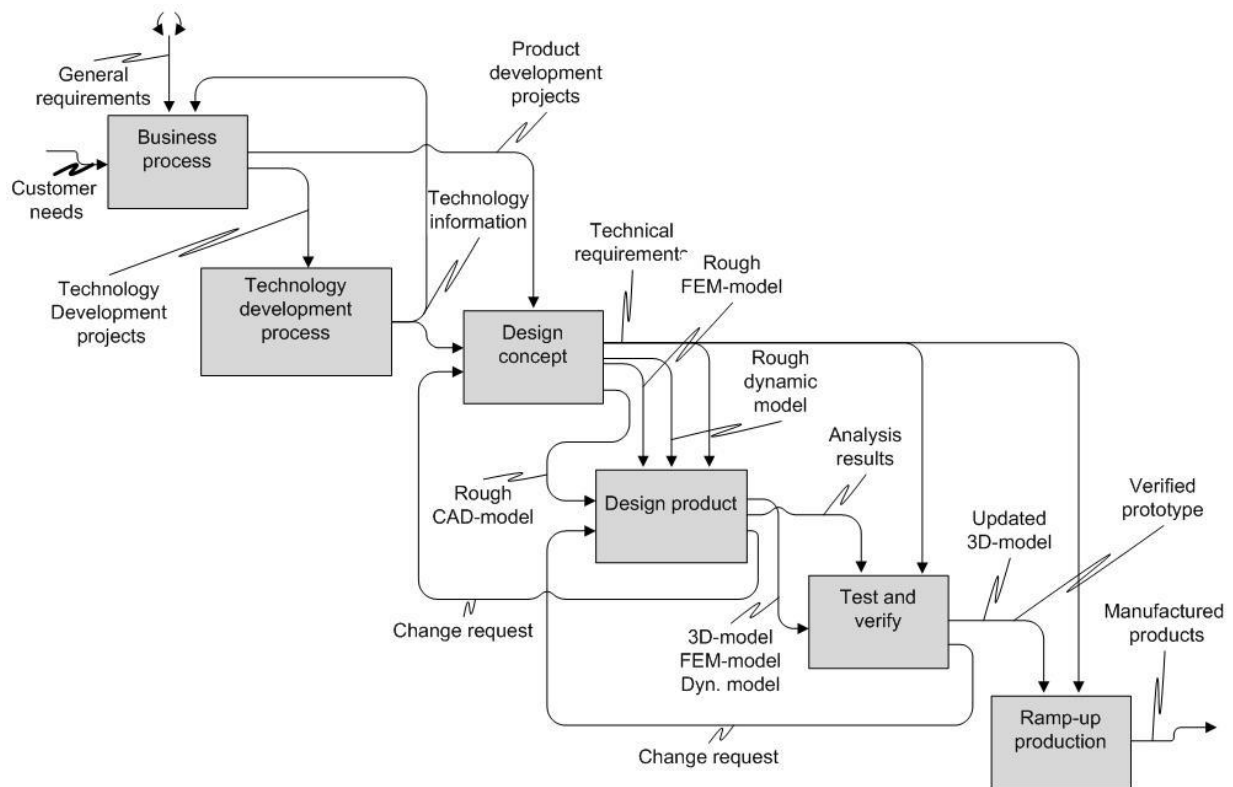 General
requirements
Product
development
projects
Business
process
Customer
needs
Technology
information
Technical
requirements
Rough
FEM-model
Technology
Development
projects
Technology
development
process
Design
concept
Rough
dynamic
model
Analysis
results
Rough
CAD-model
Design product
Verified
prototype
Updated
3D-model
Change request
3D-model
FEM-model
Dyn. model
Test and
verify
Manufactured
products
Change request
Ramp-up
production